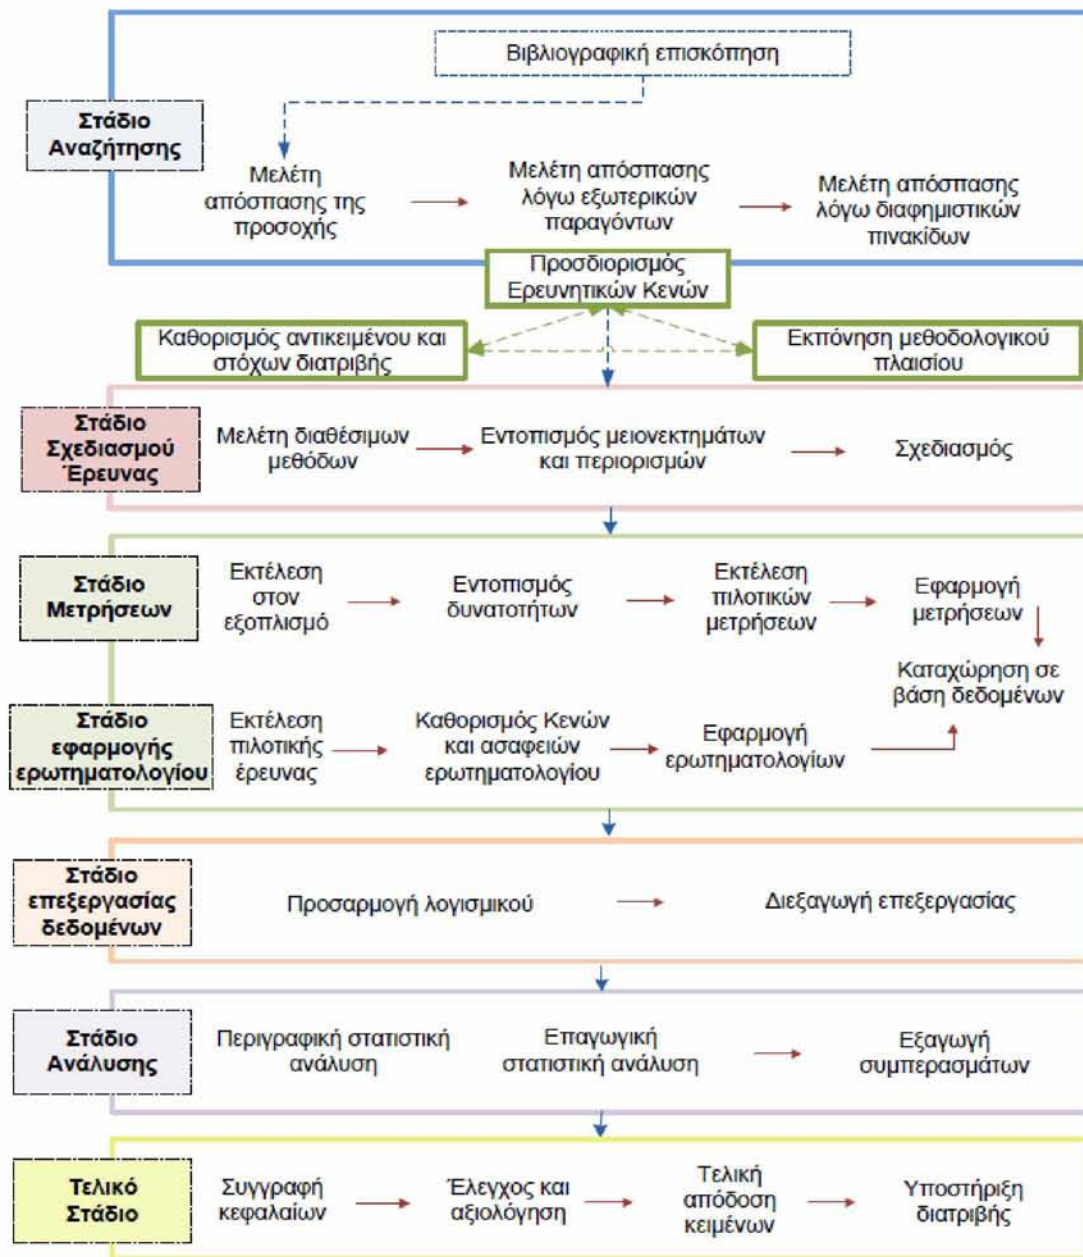 Βιβλιογραφική επισκόπηση
Στάδιο
Αναζήτησης
Μελέτη
απόσπασης της
προσοχής
Μελέτη απόσπασης
λόγω εξωτερικών
παραγόντων
Μελέτη απόσπασης
λόγω διαφημιστικών
πινακίδων
Προσδιορισμός
Ερευνητικών Κενών
Καθορισμός αντικειμένου και
στόχων διατριβής
Εκπόνηση μεθοδολογικού
πλαισίου
Στάδιο
Σχεδιασμού
Έρευνας
Μελέτη διαθέσιμων
μεθόδων
Εντοπισμός μειονεκτημάτων
και περιορισμών
Σχεδιασμός
Στάδιο
Μετρήσεων
Εκτέλεση
στον
εξοπλισμό
Εντοπισμός
δυνατοτήτων
Εκτέλεση
πιλοτικών
μετρήσεων
Εφαρμογή
μετρήσεων
Καταχώρηση σε
βάση δεδομένων
Στάδιο
εφαρμογής
ερωτηματολογίου
Εκτέλεση
πιλοτικής
έρευνας
Καθορισμός Κενών
και ασαφειών
ερωτηματολογίου
Εφαρμογή
ερωτηματολογίων
Στάδιο
επεξεργασίας
δεδομένων
Προσαρμογή λογισμικού
Διεξαγωγή επεξεργασίας
Στάδιο
Ανάλυσης
Περιγραφική στατιστική
ανάλυση
Επαγωγική
στατιστική ανάλυση
Εξαγωγή
συμπερασμάτων
Τελικό
Στάδιο
Συγγραφή
κεφαλαίων
Έλεγχος και
αξιολόγηση
Τελική
απόδοση
κειμένων
Υποστήριξη
διατριβής